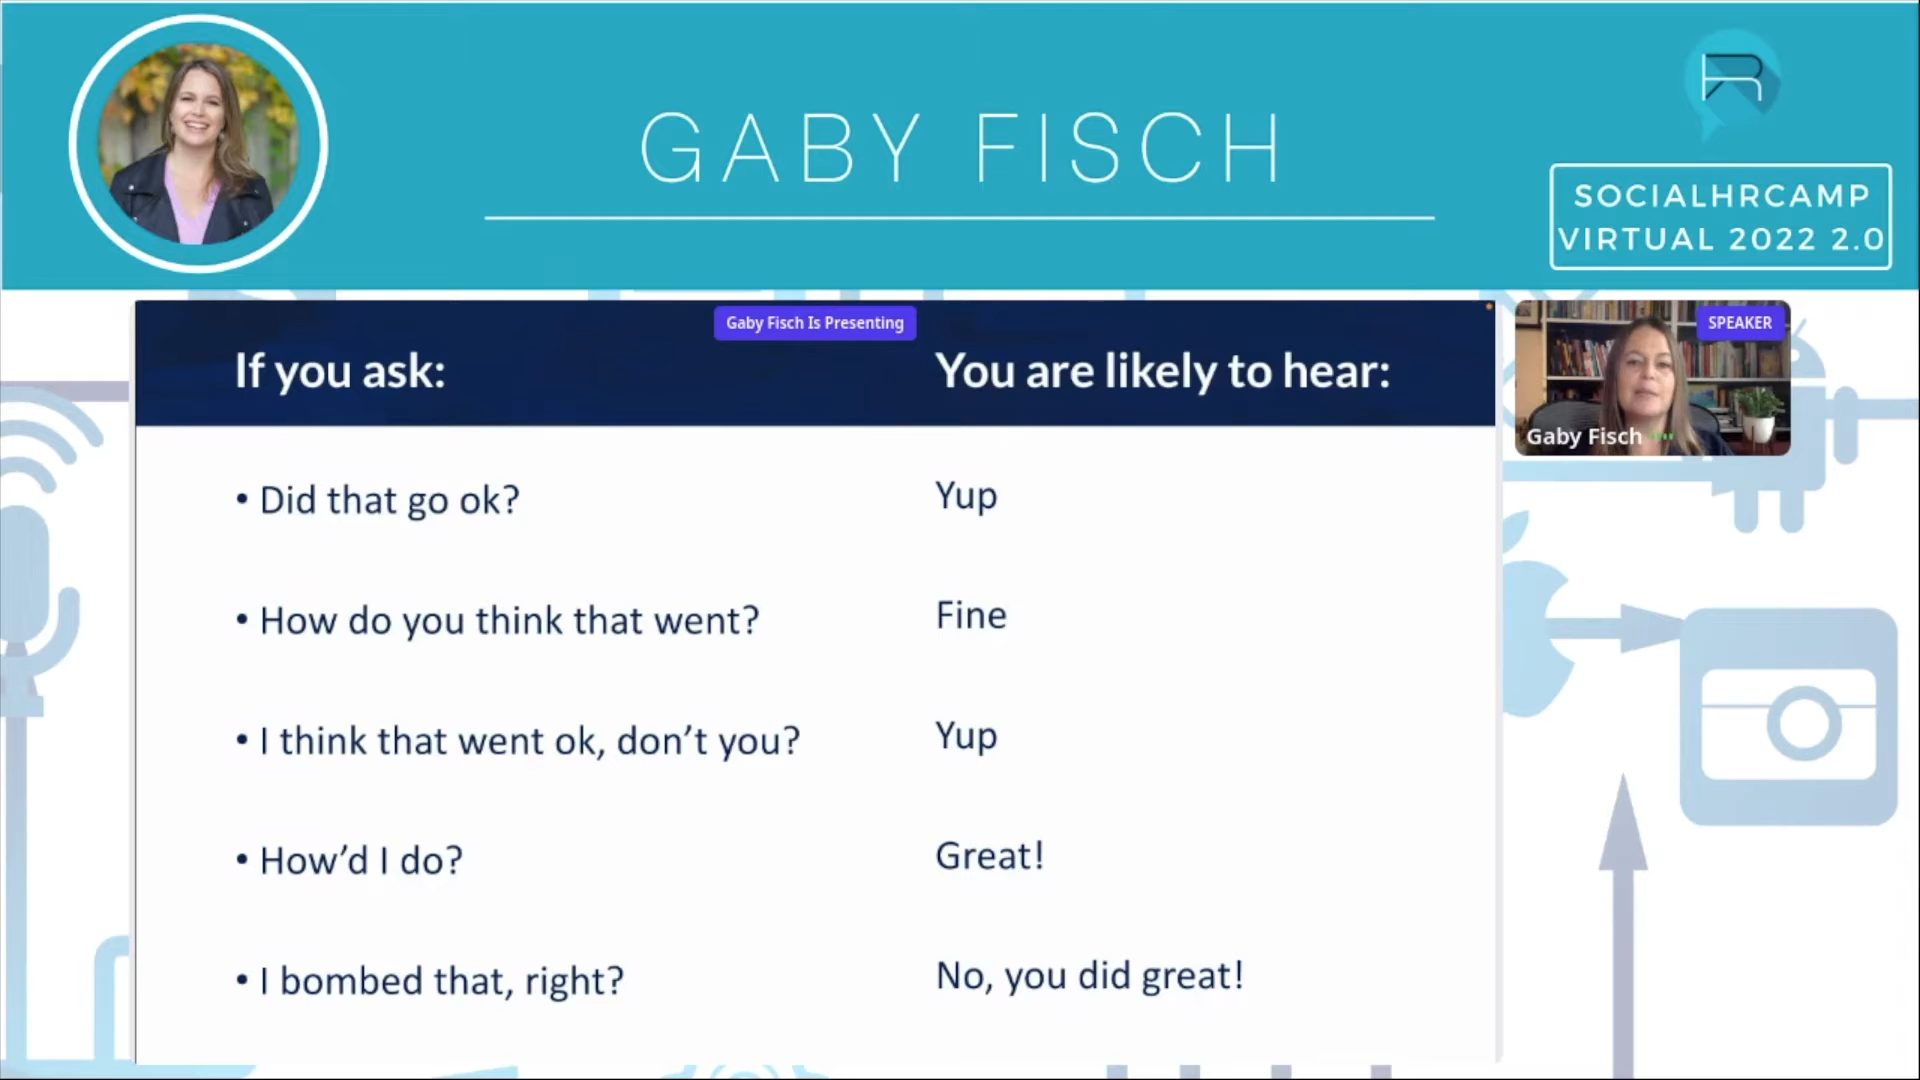 GABY FISCH
SOCIALHRCAMP
VIRTUAL 2022 2.0
Gaby Fisch Is Presenting
SPEAKER
Gaby Fisch
If you ask:
You are likely to hear:
• Did that go ok?
Yup
• How do you think that went?
Fine
• I think that went ok, don’t you?
Yup
• How’d I do?
Great!
• I bombed that, right?
No, you did great!